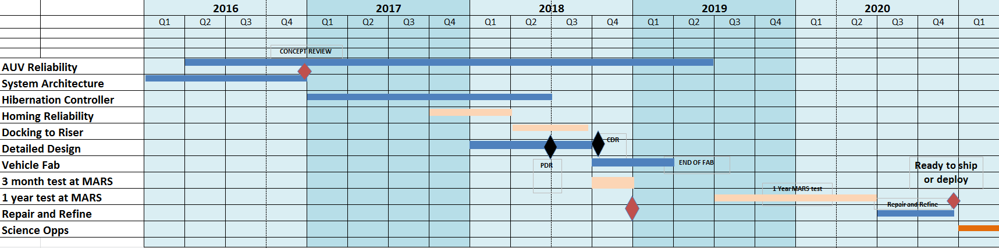 2016 2017 2018 2019 2020
Q1 Q2 Q3 Q4 Q1 Q2 Q3 Q4 Q1 Q2 Q3 Q4 Q1 Q2 Q3 Q4 Q1 Q2 Q3 Q4 Q1
CONCEPT REVIEW
AUV Reliability
System Architecture
Hibernation Controller
Homing Reliability
Docking to Riser
CDR
Detailed Design
Vehicle Fab
END OF FAB
PDR
Ready to ship
or deploy
3 month test at MARS
1 Year MARS test
1 year test at MARS
Repair and Refine
Repair and Refine
Science Opps